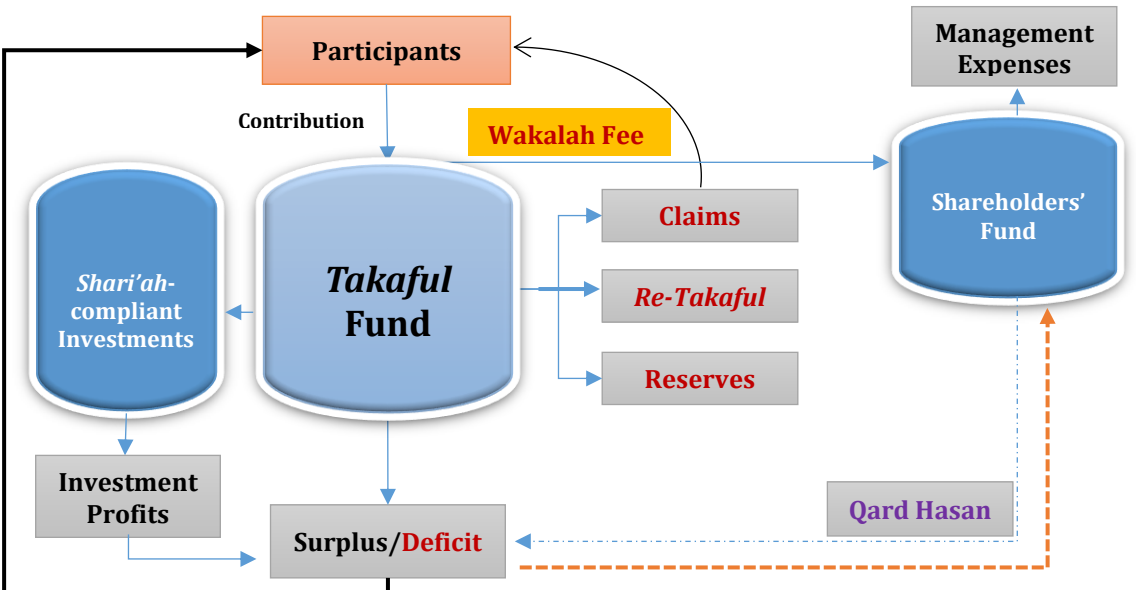 Participants
Management
Expenses
Contribution
Wakalah Fee
Shari'ah-
compliant
Investments
Takaful
Fund
Claims
Re-Takaful
Reserves
Shareholders’
Fund
Investment
Profits
Surplus/Deficit
Qard Hasan